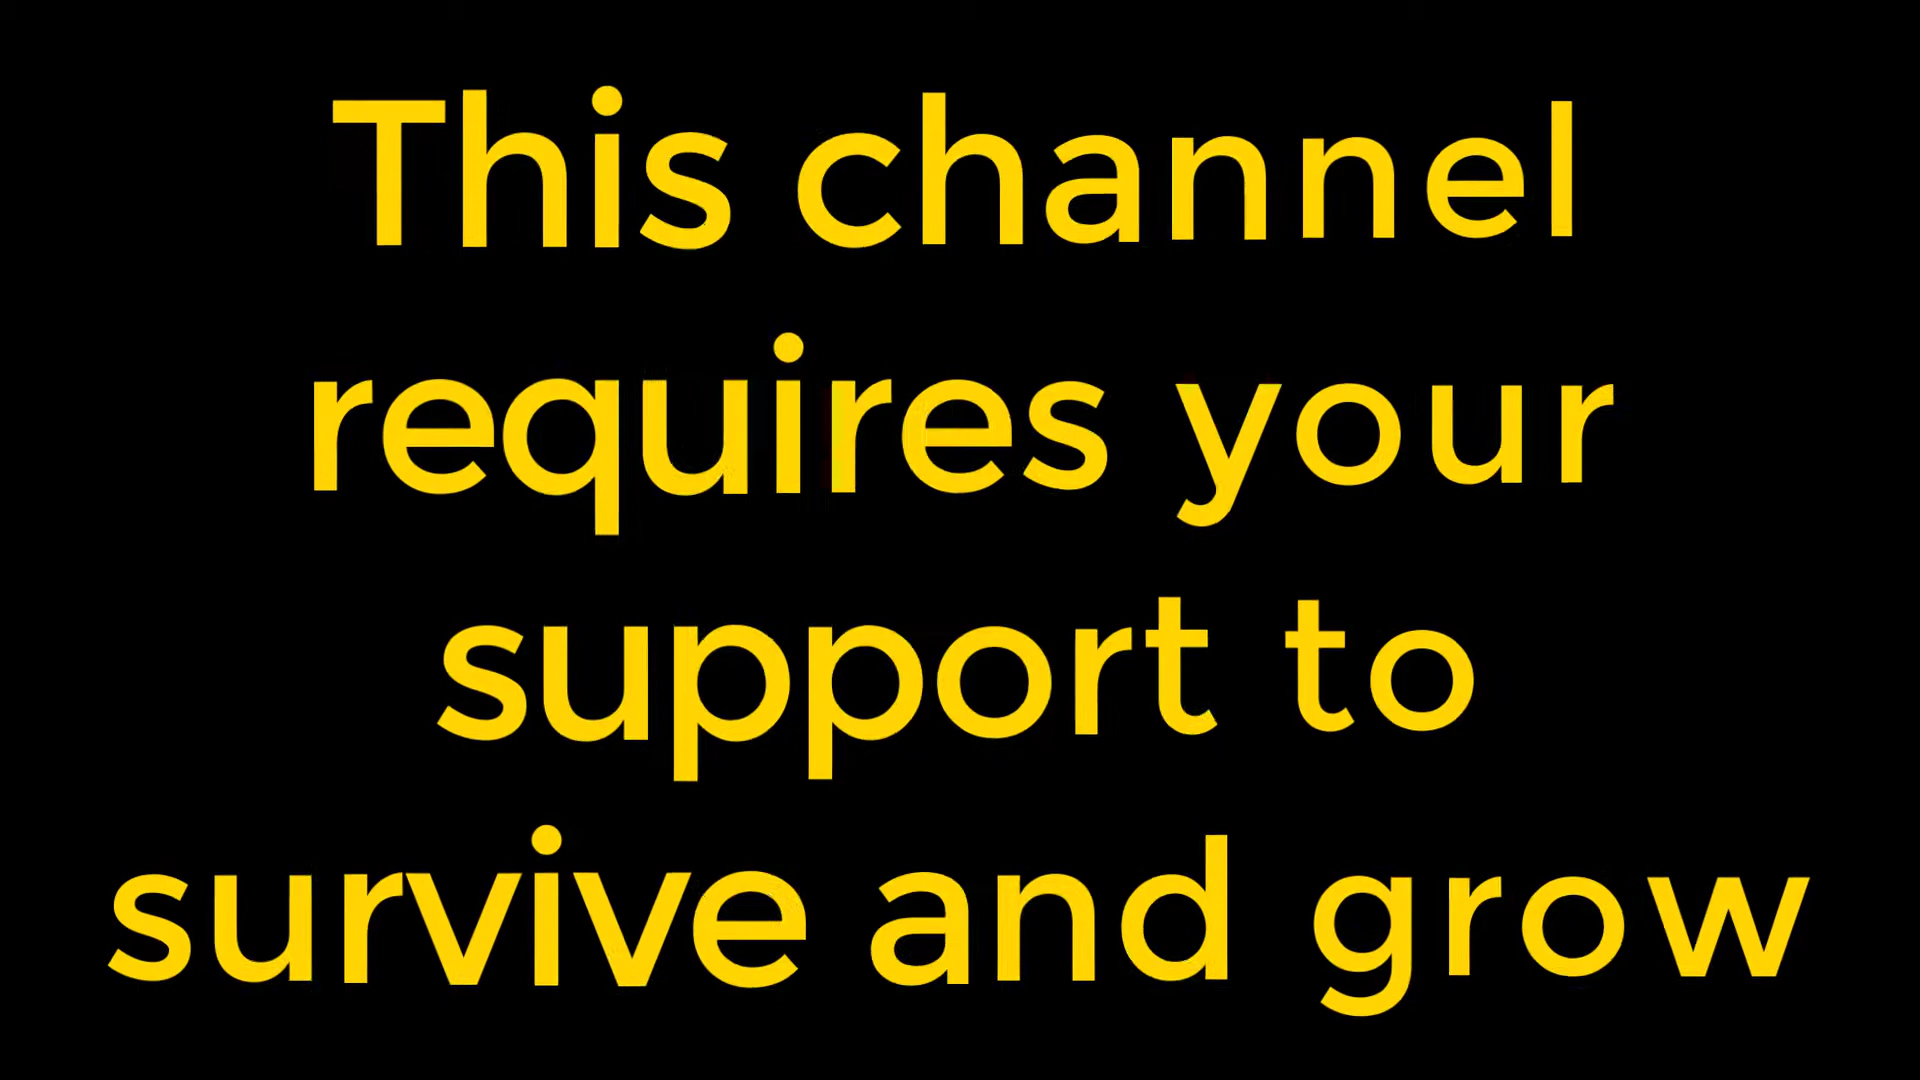 This channel
requires your
support to
survive and grow